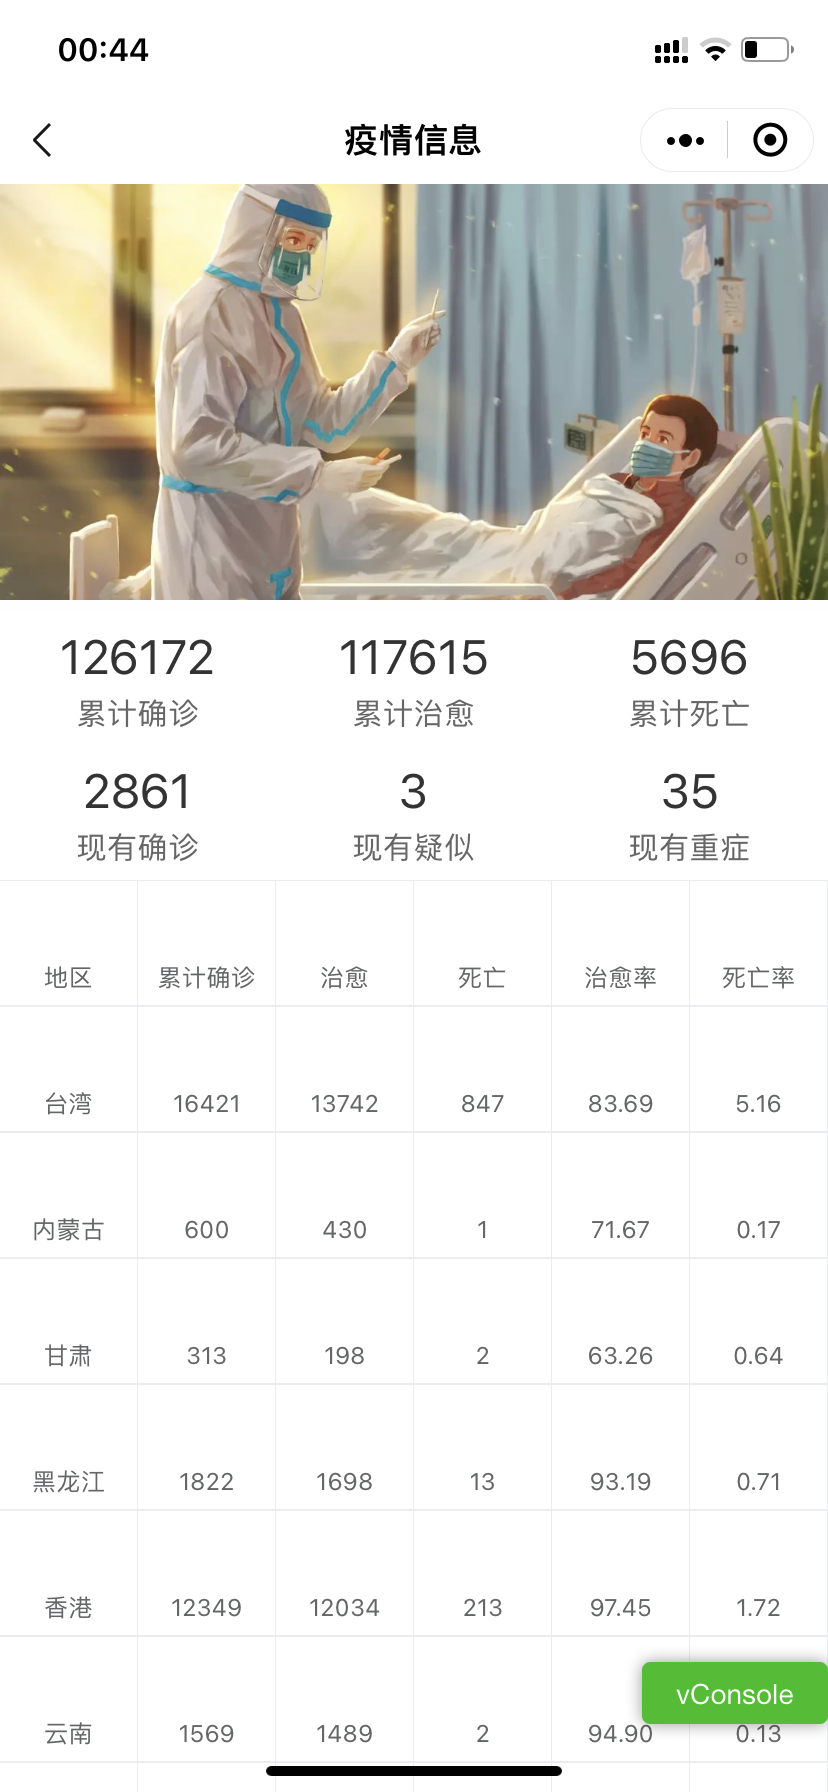 00:44
疫情信息
126172 117615 5696
累计确诊 累计治愈 累计死亡
2861 3 35
现有确诊 现有疑似 现有重症
地区 累计确诊 治愈 死亡 治愈率 死亡率
台湾 16421 13742 847 83.69 5.16
内蒙古 600 430 1 71.67 0.17
甘肃 313 198 2 63.26 0.64
黑龙江 1822 1698 13 93.19 0.71
香港 12349 12034 213 97.45 1.72
vConsole
云南 1569 1489 2 94.90 0.13